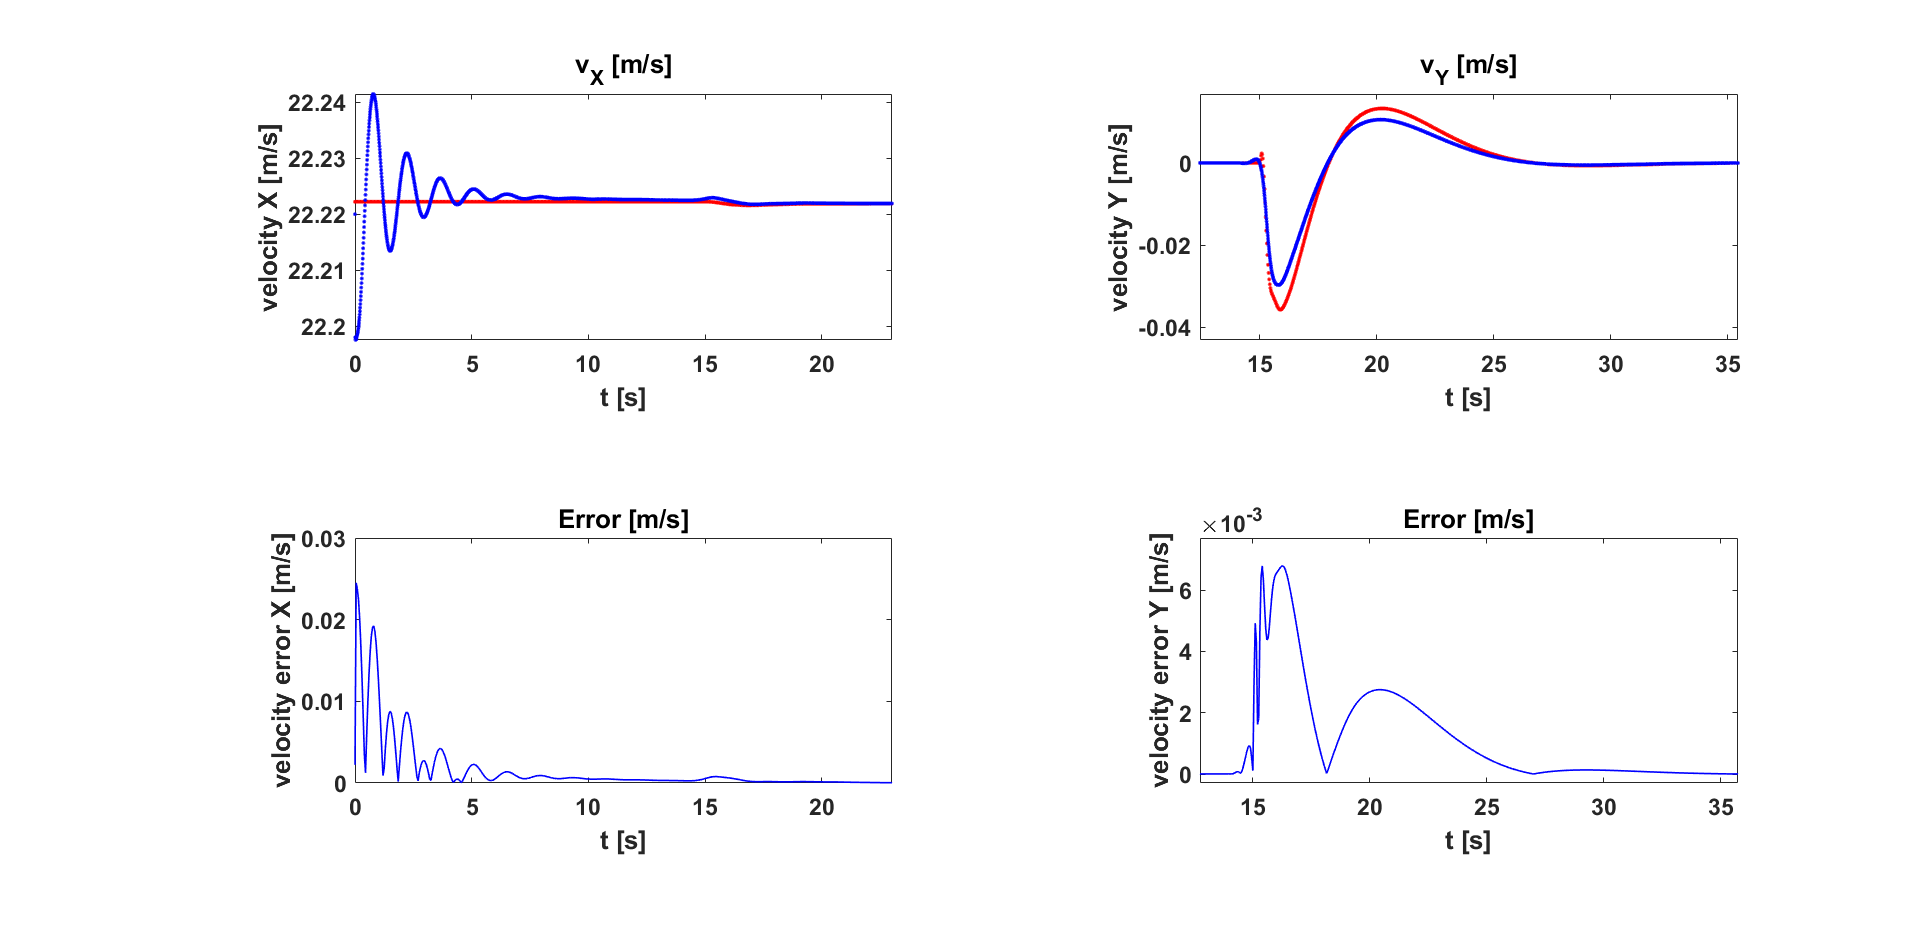 v_X [m/s]
velocity X [m/s]
22.24
22.23
22.22
22.21
22.2
0 5 10 15 20
t [s]
v_Y [m/s]
velocity Y [m/s]
0
-0.02
-0.04
15 20 25 30 35
t [s]
Error [m/s]
velocity error X [m/s]
0.03
0.02
0.01
0
0 5 10 15 20
t [s]
Error [m/s]
×10^-3
velocity error Y [m/s]
6
4
2
0
15 20 25 30 35
t [s]